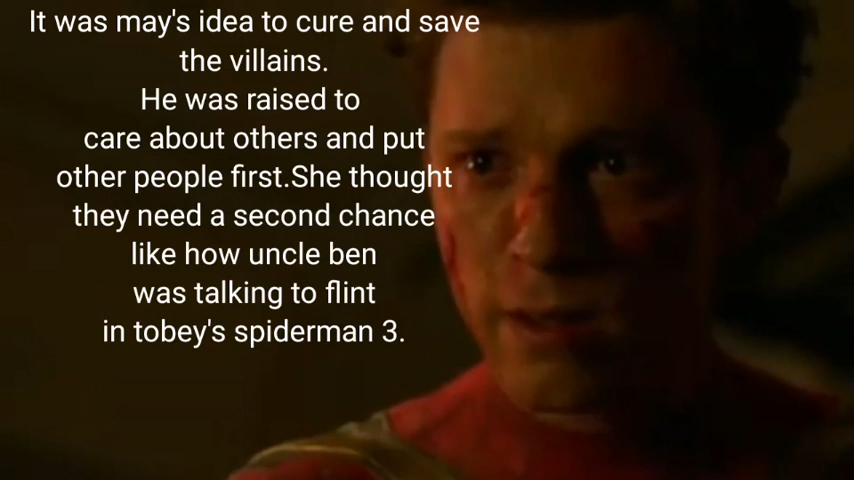 It was may's idea to cure and save
the villains.
He was raised to
care about others and put
other people first.She thought
they need a second chance
like how uncle ben
was talking to flint
in tobey's spiderman 3.